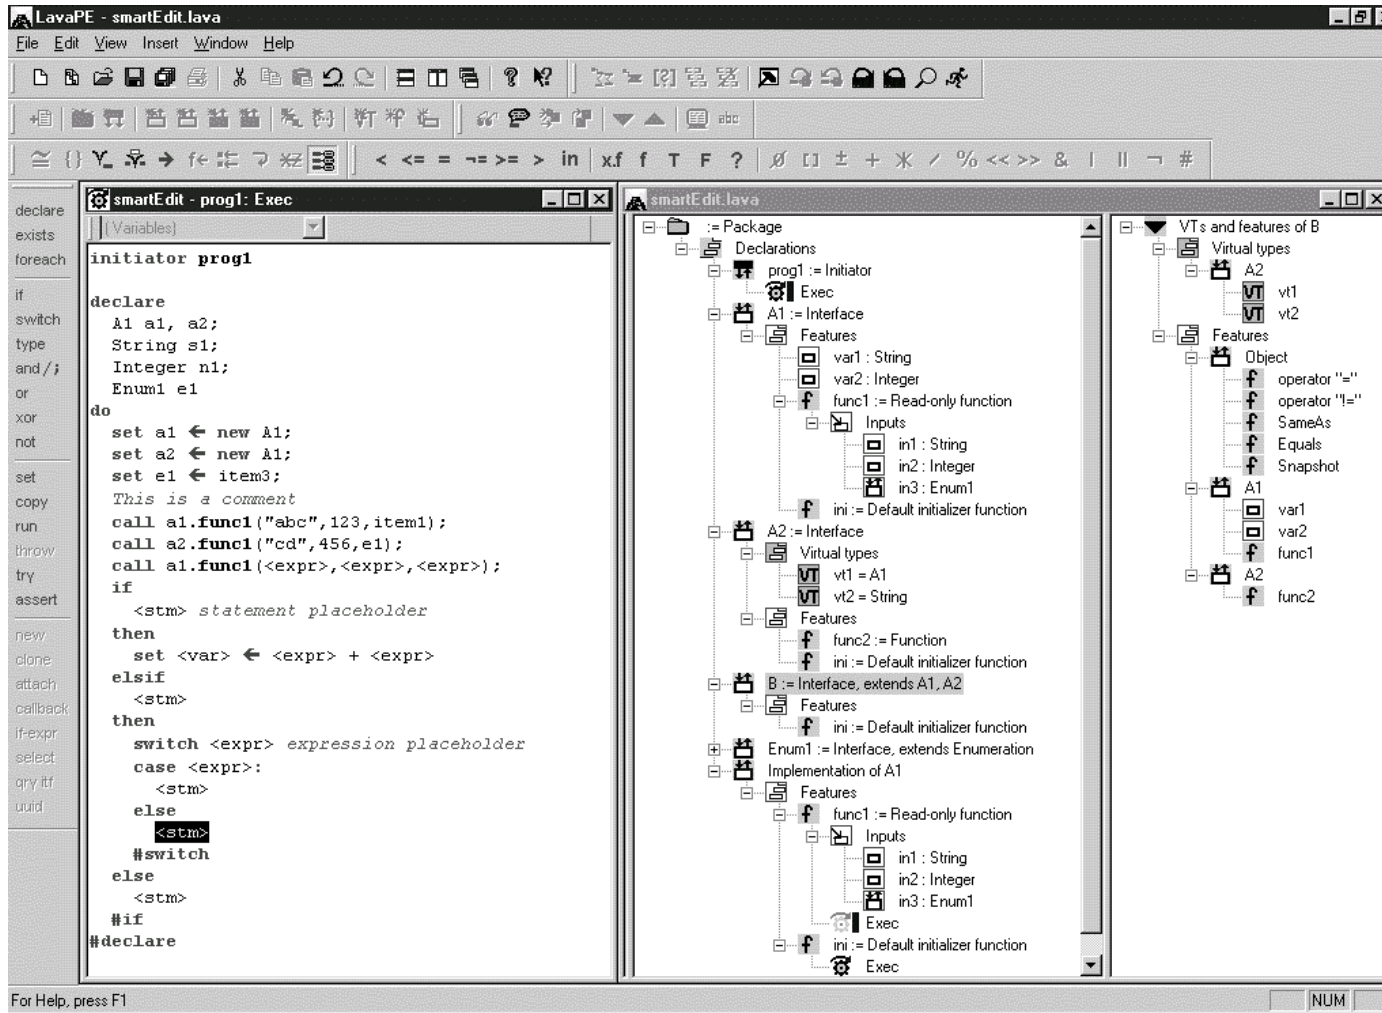 LavaPE - smartEdit.lava
File Edit View Insert Window Help
abc
< <= = ¬= >= > in x.f f T F ? Ø [] ± + / % << >> & | || ¬ #
declare
exists
foreach
if
switch
type
and / ;
or
xor
not
set
copy
run
throw
try
assert
new
clone
attach
callback
if-expr
select
qry itf
uuid
smartEdit - prog1: Exec
(Variables)
initiator prog1
declare
A1 a1, a2;
String s1;
Integer n1;
Enum1 e1
do
set a1 ← new A1;
set a2 ← new A1;
set e1 ← item3;
This is a comment
call a1.func1("abc",123,item1);
call a2.func1("cd",456,e1);
call a1.func1(<expr>,<expr>,<expr>);
if
<stm> statement placeholder
then
set <var> ← <expr> + <expr>
elsif
<stm>
then
switch <expr> expression placeholder
case <expr>:
<stm>
else
<stm>
#switch
else
<stm>
#if
#declare
smartEdit.lava
:= Package
Declarations
prog1 := Initiator
Exec
A1 := Interface
Features
var1 : String
var2 : Integer
func1 := Read-only function
Inputs
in1 : String
in2 : Integer
in3 : Enum1
ini := Default initializer function
A2 := Interface
Virtual types
VT vt1 = A1
VT vt2 = String
Features
func2 := Function
ini := Default initializer function
B := Interface, extends A1, A2
Features
ini := Default initializer function
Enum1 := Interface, extends Enumeration
Implementation of A1
Features
func1 := Read-only function
Inputs
in1 : String
in2 : Integer
in3 : Enum1
Exec
ini := Default initializer function
Exec
VTs and features of B
Virtual types
A2
VT vt1
VT vt2
Features
Object
operator "="
operator "!="
SameAs
Equals
Snapshot
A1
var1
var2
func1
A2
func2
For Help, press F1
NUM